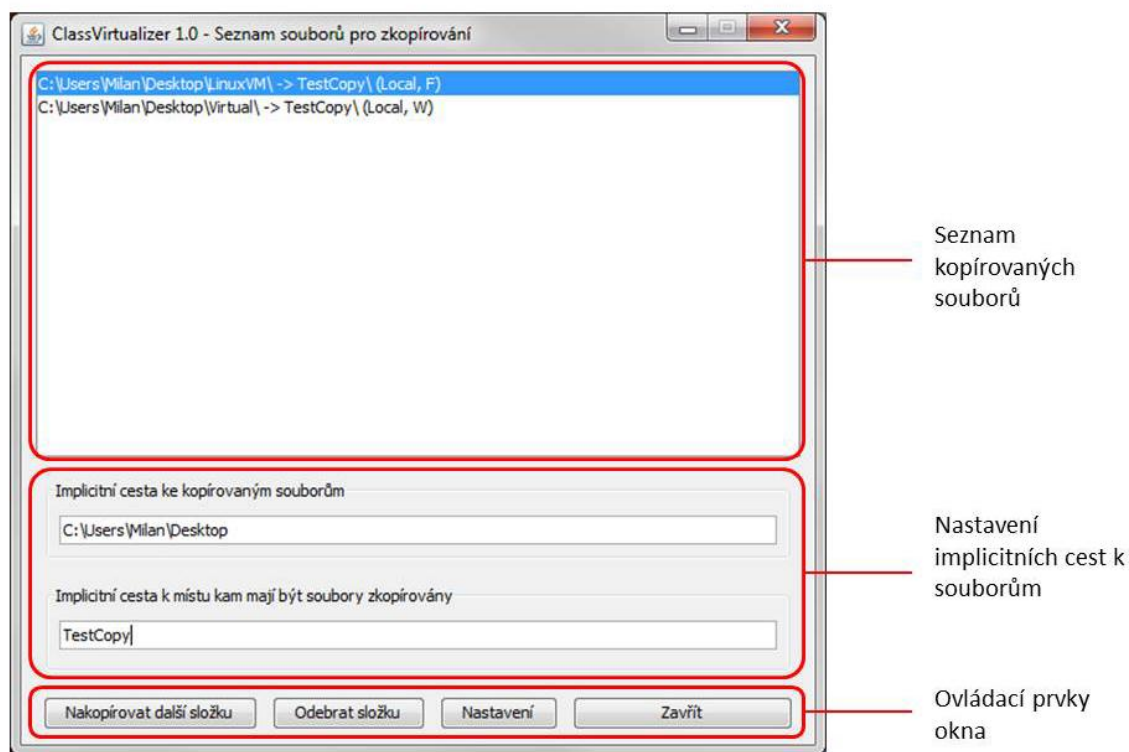 ClassVirtualizer 1.0 - Seznam souborů pro zkopírování
C:\Users\Milan\Desktop\LinuxVM\ -> TestCopy\ (Local, F)
C:\Users\Milan\Desktop\Virtual\ -> TestCopy\ (Local, W)
Seznam
kopírovaných
souborů
Implicitní cesta ke kopírovaným souborům
C:\Users\Milan\Desktop
Implicitní cesta k místu kam mají být soubory zkopírovány
TestCopy
Nastavení
implicitních cest k
souborům
Nakopírovat další složku
Odebrat složku
Nastavení
Zavřít
Ovládací prvky
okna